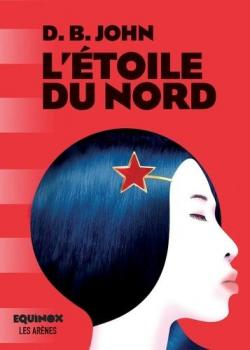 D. B. JOHN
L'ÉTOILE
DU NORD
EQUINOX
LES ARÈNES